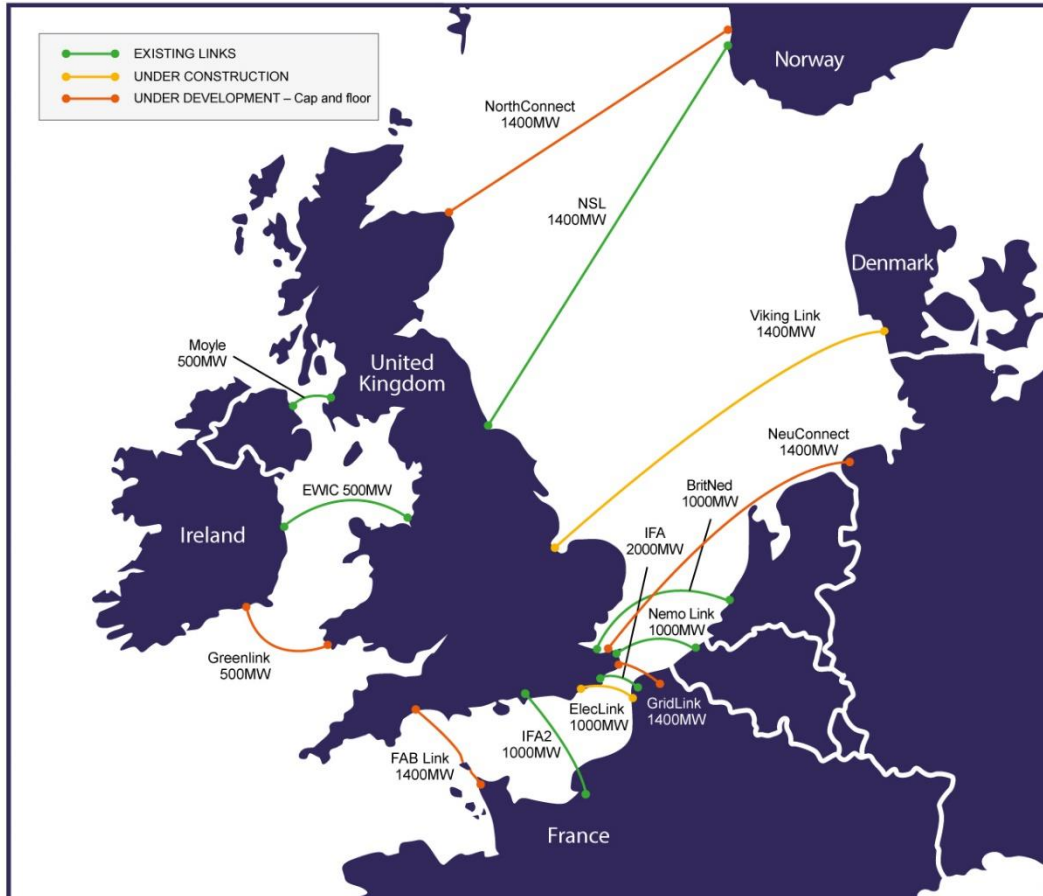 EXISTING LINKS
UNDER CONSTRUCTION
UNDER DEVELOPMENT – Cap and floor
Norway
NorthConnect
1400MW
NSL
1400MW
Denmark
Viking Link
1400MW
Moyle
500MW
United
Kingdom
NeuConnect
1400MW
BritNed
1000MW
EWIC 500MW
IFA
2000MW
Ireland
Nemo Link
1000MW
Greenlink
500MW
ElecLink
1000MW
GridLink
1400MW
IFA2
1000MW
FAB Link
1400MW
France